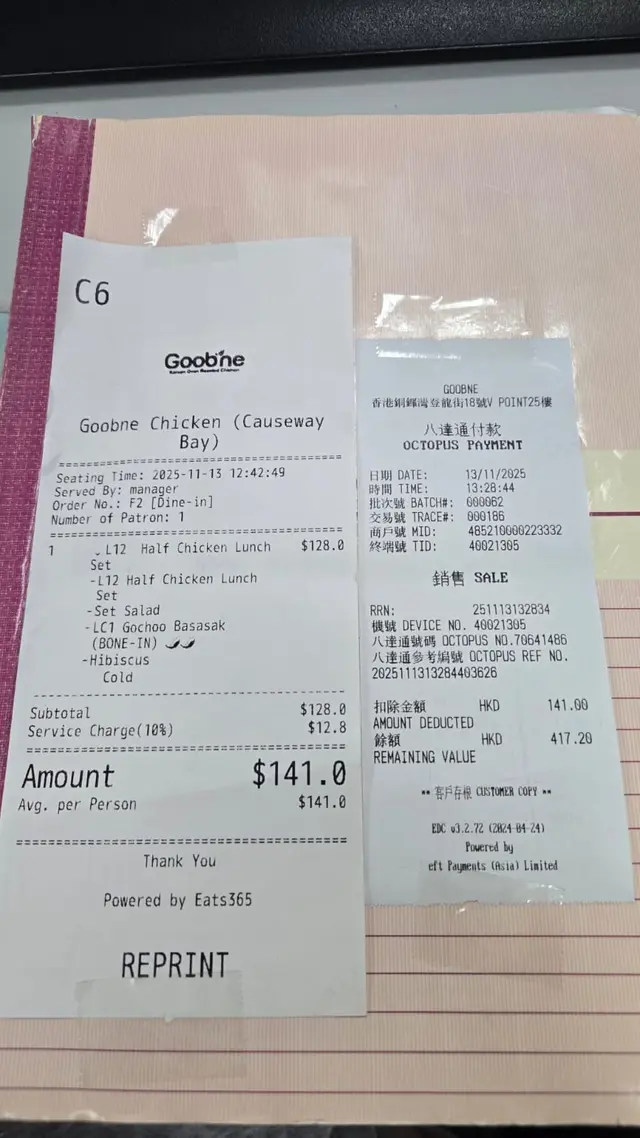 C6
Goobne
Korean Oven Roasted Chicken
Goobne Chicken (Causeway
Bay)
Seating Time: 2025-11-13 12:42:49
Served By: manager
Order No.: F2 [Dine-in]
Number of Patron: 1
1 L12 Half Chicken Lunch $128.0
Set
-L12 Half Chicken Lunch
Set
-Set Salad
-LC1 Gochoo Basasak
(BONE-IN) 🌶🌶
-Hibiscus
Cold
Subtotal $128.0
Service Charge(10%) $12.8
Amount $141.0
Avg. per Person $141.0
Thank You
Powered by Eats365
REPRINT
GOOBNE
香港銅鑼灣登龍街18號V POINT25樓
八達通付款
OCTOPUS PAYMENT
日期 DATE: 13/11/2025
時間 TIME: 13:28:44
批次號 BATCH#: 000062
交易號 TRACE#: 000186
商戶號 MID: 485210000223332
終端號 TID: 40021305
銷售 SALE
RRN: 251113132834
機號 DEVICE NO. 40021305
八達通號碼 OCTOPUS NO.70641486
八達通參考編號 OCTOPUS REF NO.
2025111313284403626
扣除金額 HKD 141.00
AMOUNT DEDUCTED
餘額 HKD 417.20
REMAINING VALUE
** 客戶存根 CUSTOMER COPY **
EDC v3.2.72 (2024-04-24)
Powered by
eft Payments (Asia) Limited